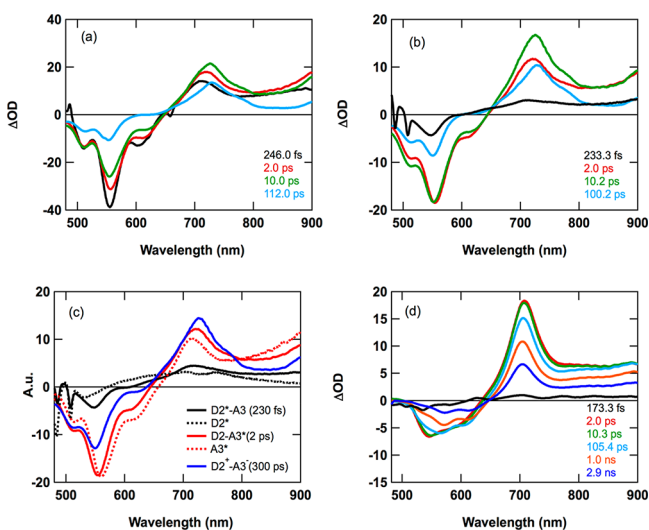 (a)
ΔOD
40
20
0
-20
-40
246.0 fs
2.0 ps
10.0 ps
112.0 ps
500 600 700 800 900
Wavelength (nm)
(b)
ΔOD
20
10
0
-10
-20
233.3 fs
2.0 ps
10.2 ps
100.2 ps
500 600 700 800 900
Wavelength (nm)
(c)
A.u.
20
15
10
5
0
-5
-10
-15
-20
D2*-A3 (230 fs)
D2*
D2-A3*(2 ps)
A3*
D2⁺-A3⁻(300 ps)
500 600 700 800 900
Wavelength (nm)
(d)
ΔOD
20
15
10
5
0
-5
-10
-15
173.3 fs
2.0 ps
10.3 ps
105.4 ps
1.0 ns
2.9 ns
500 600 700 800 900
Wavelength (nm)